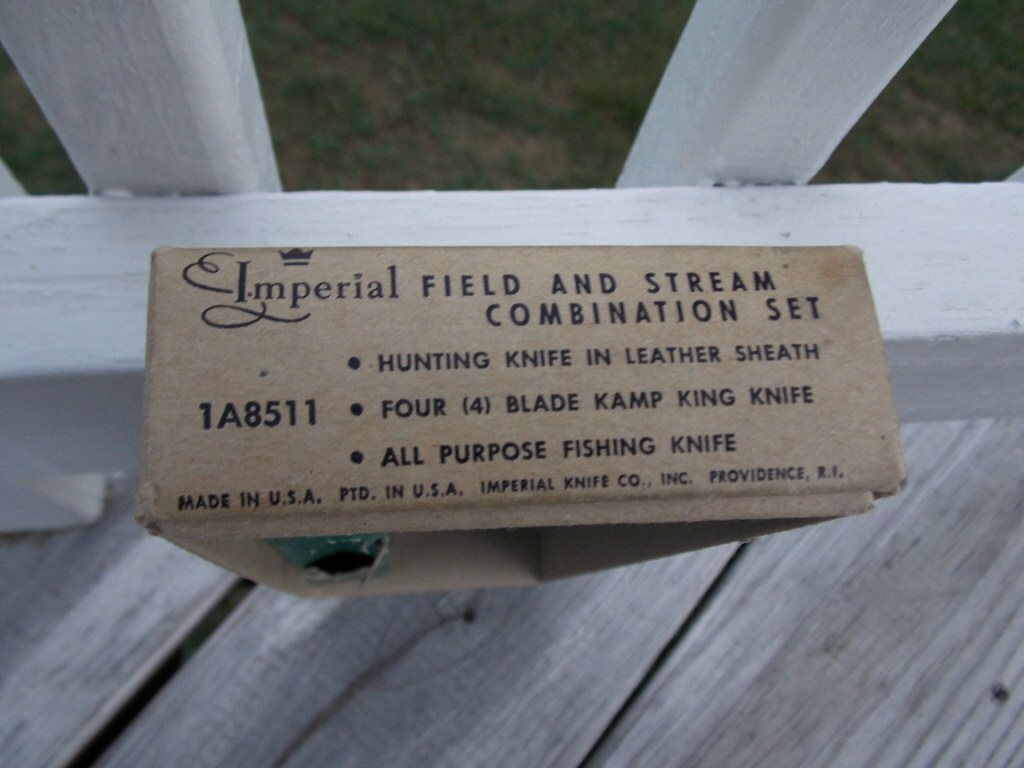 Imperial FIELD AND STREAM
COMBINATION SET
• HUNTING KNIFE IN LEATHER SHEATH
1A8511 • FOUR (4) BLADE KAMP KING KNIFE
• ALL PURPOSE FISHING KNIFE
MADE IN U.S.A. PTD. IN U.S.A. IMPERIAL KNIFE CO., INC. PROVIDENCE, R.I.